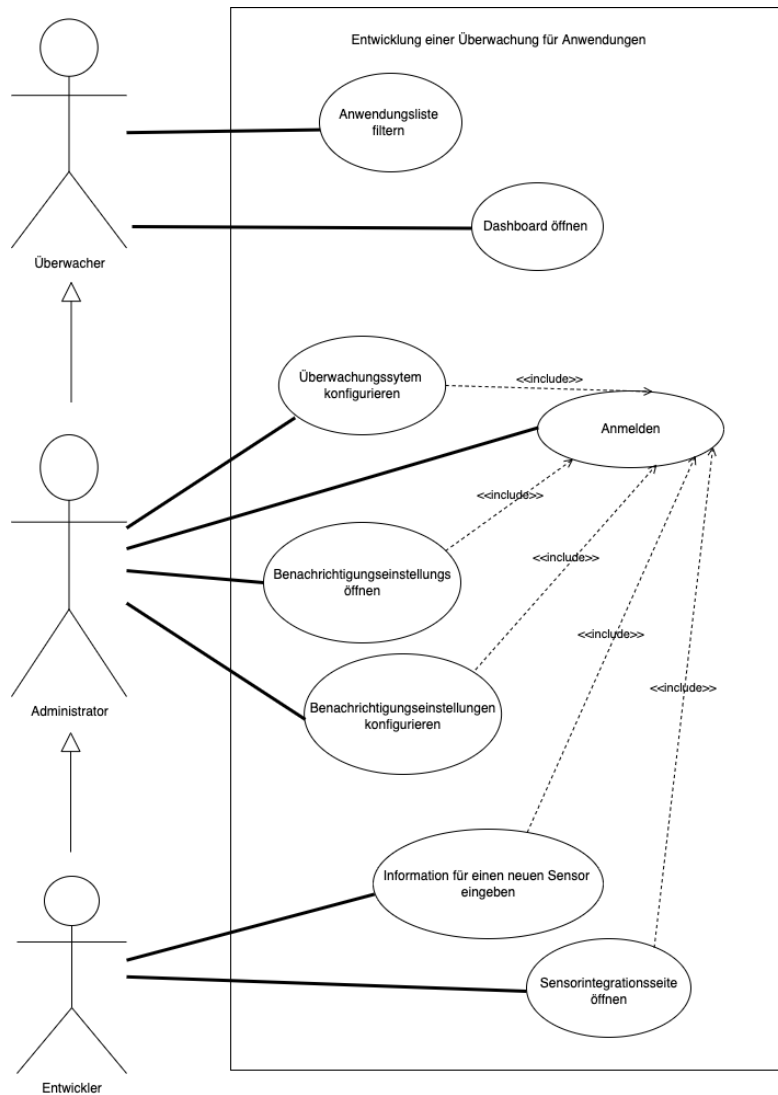 Entwicklung einer Überwachung für Anwendungen
Anwendungsliste
filtern
Dashboard öffnen
Überwacher
Überwachungssytem
konfigurieren
<<include>>
Anmelden
<<include>>
Benachrichtigungseinstellungs
öffnen
<<include>>
<<include>>
<<include>>
Benachrichtigungseinstellungen
konfigurieren
Administrator
Information für einen neuen Sensor
eingeben
Sensorintegrationsseite
öffnen
Entwickler